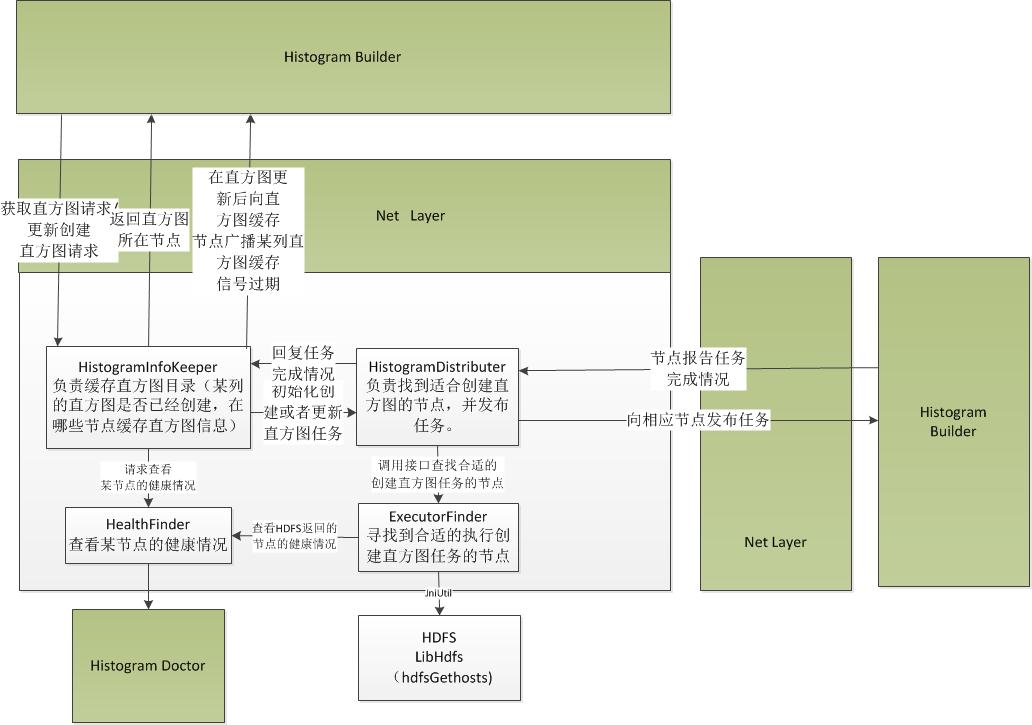 Histogram Builder
Net Layer
获取直方图请求/
更新创建
直方图请求
返回直方图
所在节点
在直方图更
新后向直
方图缓存
节点广播某列直
方图缓存
信号过期
HistogramInfoKeeper
负责缓存直方图目录（某列
的直方图是否已经创建，在
哪些节点缓存直方图信息）
回复任务
完成情况
初始化创
建或者更新
直方图任务
HistogramDistributer
负责找到适合创建直
方图的节点，并发布
任务。
节点报告任务
完成情况
向相应节点发布任务
Histogram
Builder
Net Layer
请求查看
某节点的健康情况
调用接口查找合适的
创建直方图任务的节点
HealthFinder
查看某节点的健康情况
查看HDFS返回的
节点的健康情况
ExecutorFinder
寻找到合适的执行创
建直方图任务的节点
JniUtil
Histogram Doctor
HDFS
LibHdfs
（hdfsGethosts)